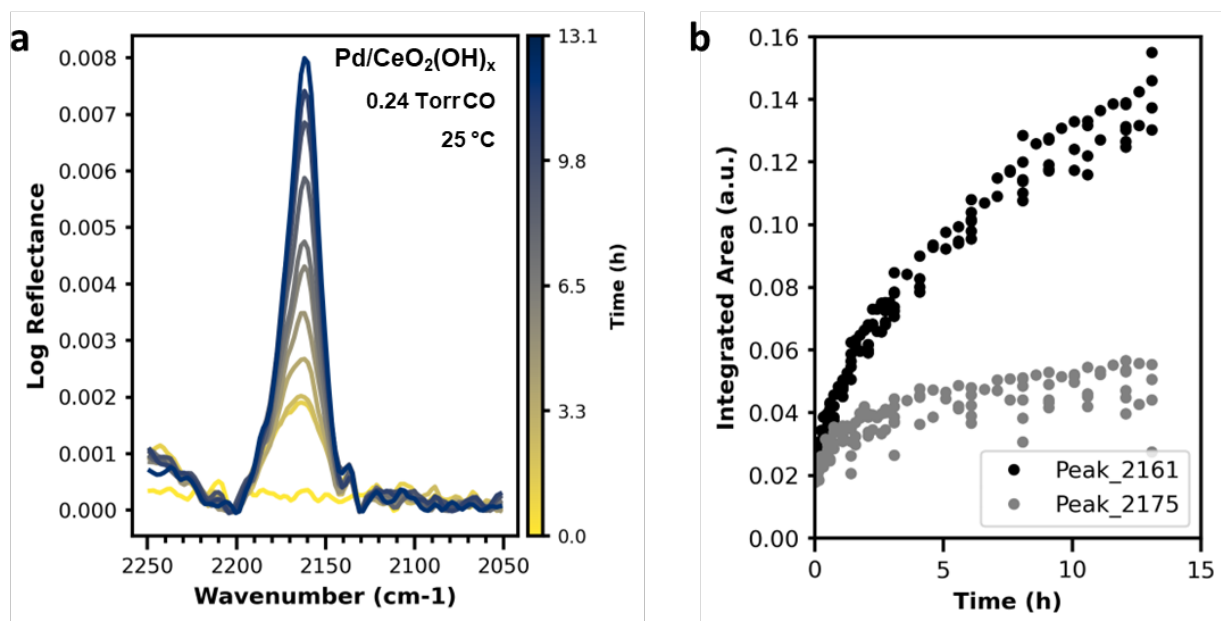 a
Pd/CeO₂(OH)ₓ
0.24 Torr CO
25 °C
0.008
0.007
0.006
0.005
0.004
0.003
0.002
0.001
0.000
Log Reflectance
2250
2200
2150
2100
2050
Wavenumber (cm-1)
13.1
9.8
6.5
3.3
0.0
Time (h)
b
0.16
0.14
0.12
0.10
0.08
0.06
0.04
0.02
0.00
Integrated Area (a.u.)
Peak_2161
Peak_2175
0
5
10
15
Time (h)